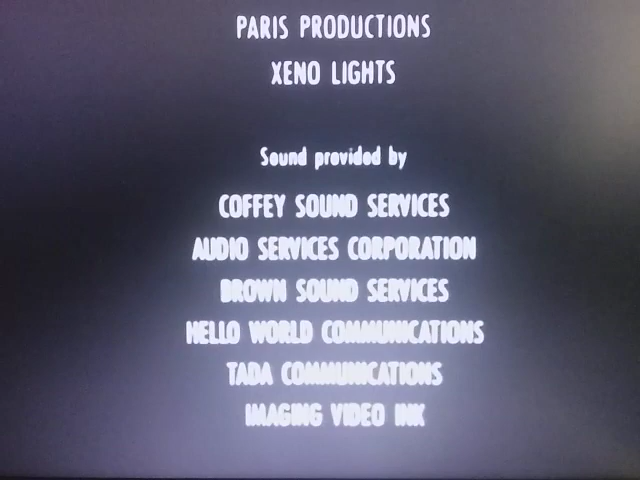 PARIS PRODUCTIONS
XENO LIGHTS
Sound provided by
COFFEY SOUND SERVICES
AUDIO SERVICES CORPORATION
BROWN SOUND SERVICES
HELLO WORLD COMMUNICATIONS
TADA COMMUNICATIONS
IMAGING VIDEO INK